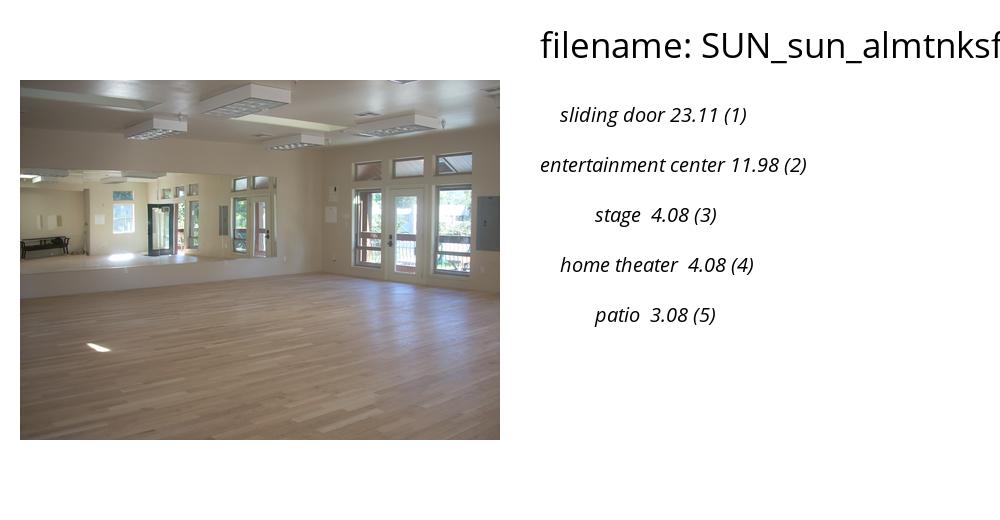 filename: SUN_sun_almtnksf
sliding door 23.11 (1)
entertainment center 11.98 (2)
stage 4.08 (3)
home theater 4.08 (4)
patio 3.08 (5)